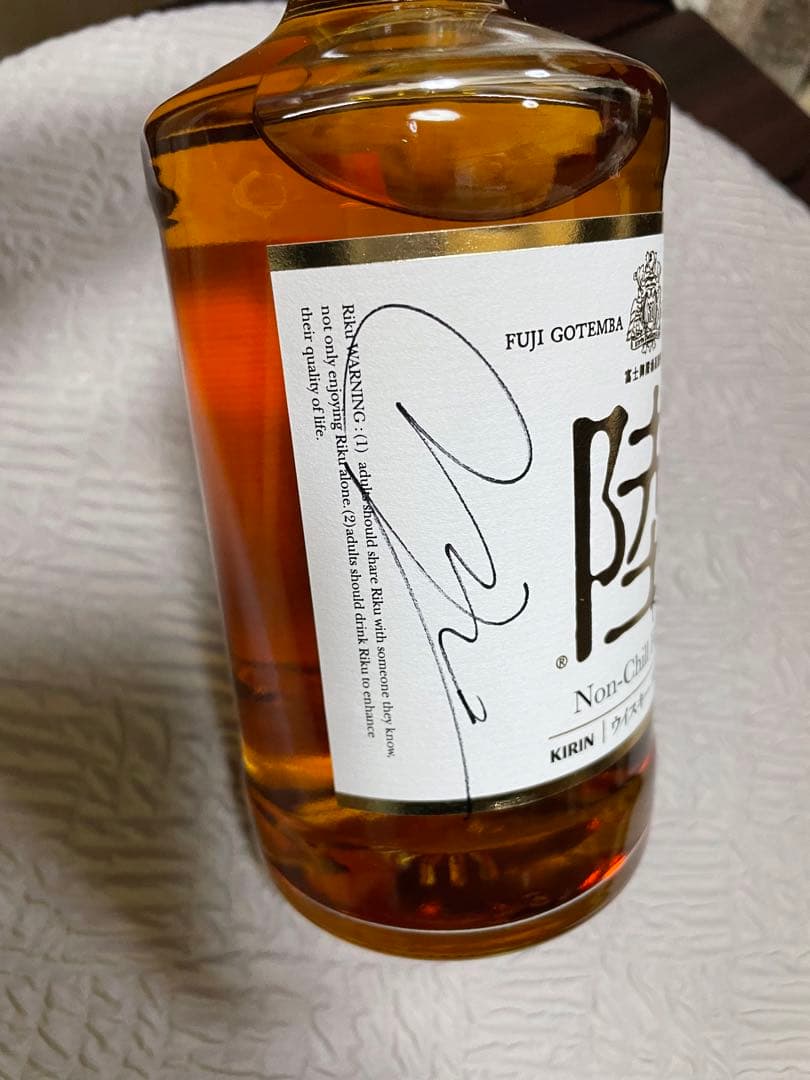 FUJI GOTEMBA
陸
®
Non-Chill
KIRIN | ウイスキー
Riku WARNING : (1) adults should share Riku with someone they know,
not only enjoying Riku alone.(2)adults should drink Riku to enhance
their quality of life.